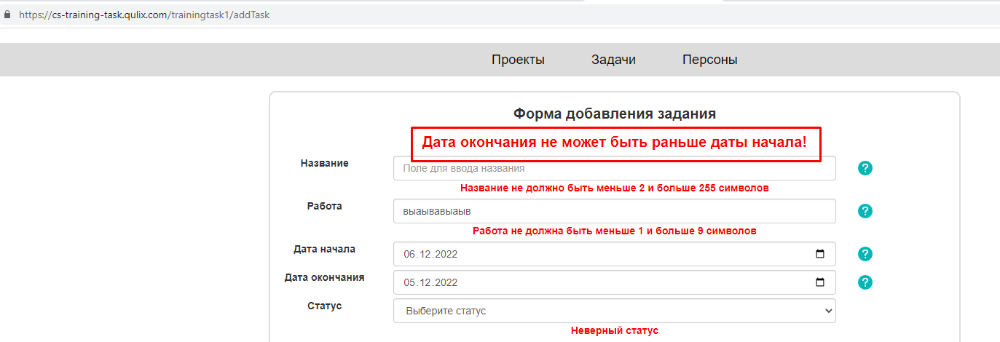 https://cs-training-task.qulix.com/trainingtask1/addTask
Проекты Задачи Персоны
Форма добавления задания
Дата окончания не может быть раньше даты начала!
Название Поле для ввода названия ?
Название не должно быть меньше 2 и больше 255 символов
Работа выаывавыаыв ?
Работа не должна быть меньше 1 и больше 9 символов
Дата начала 06.12.2022 ?
Дата окончания 05.12.2022 ?
Статус Выберите статус
Неверный статус